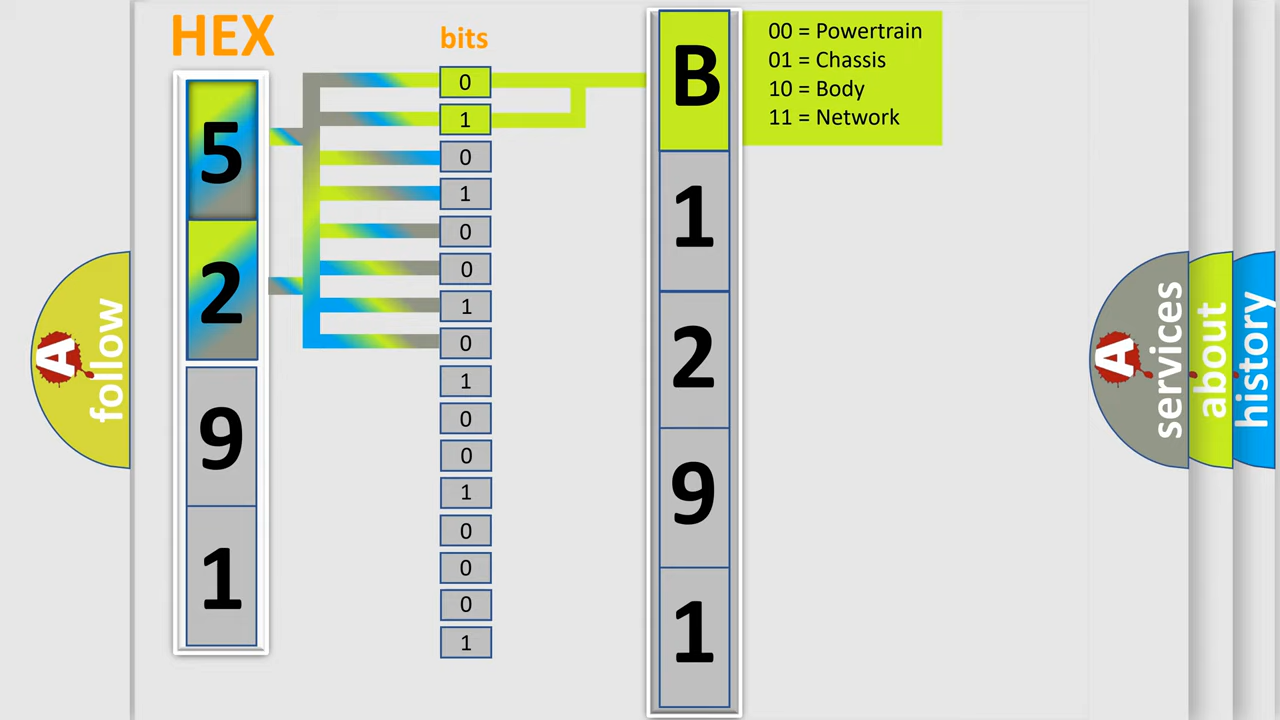 HEX
bits
5
2
9
1
0
1
0
1
0
0
1
0
1
0
0
1
0
0
0
1
B
1
2
9
1
00 = Powertrain
01 = Chassis
10 = Body
11 = Network
A
follow
A
services
about
history